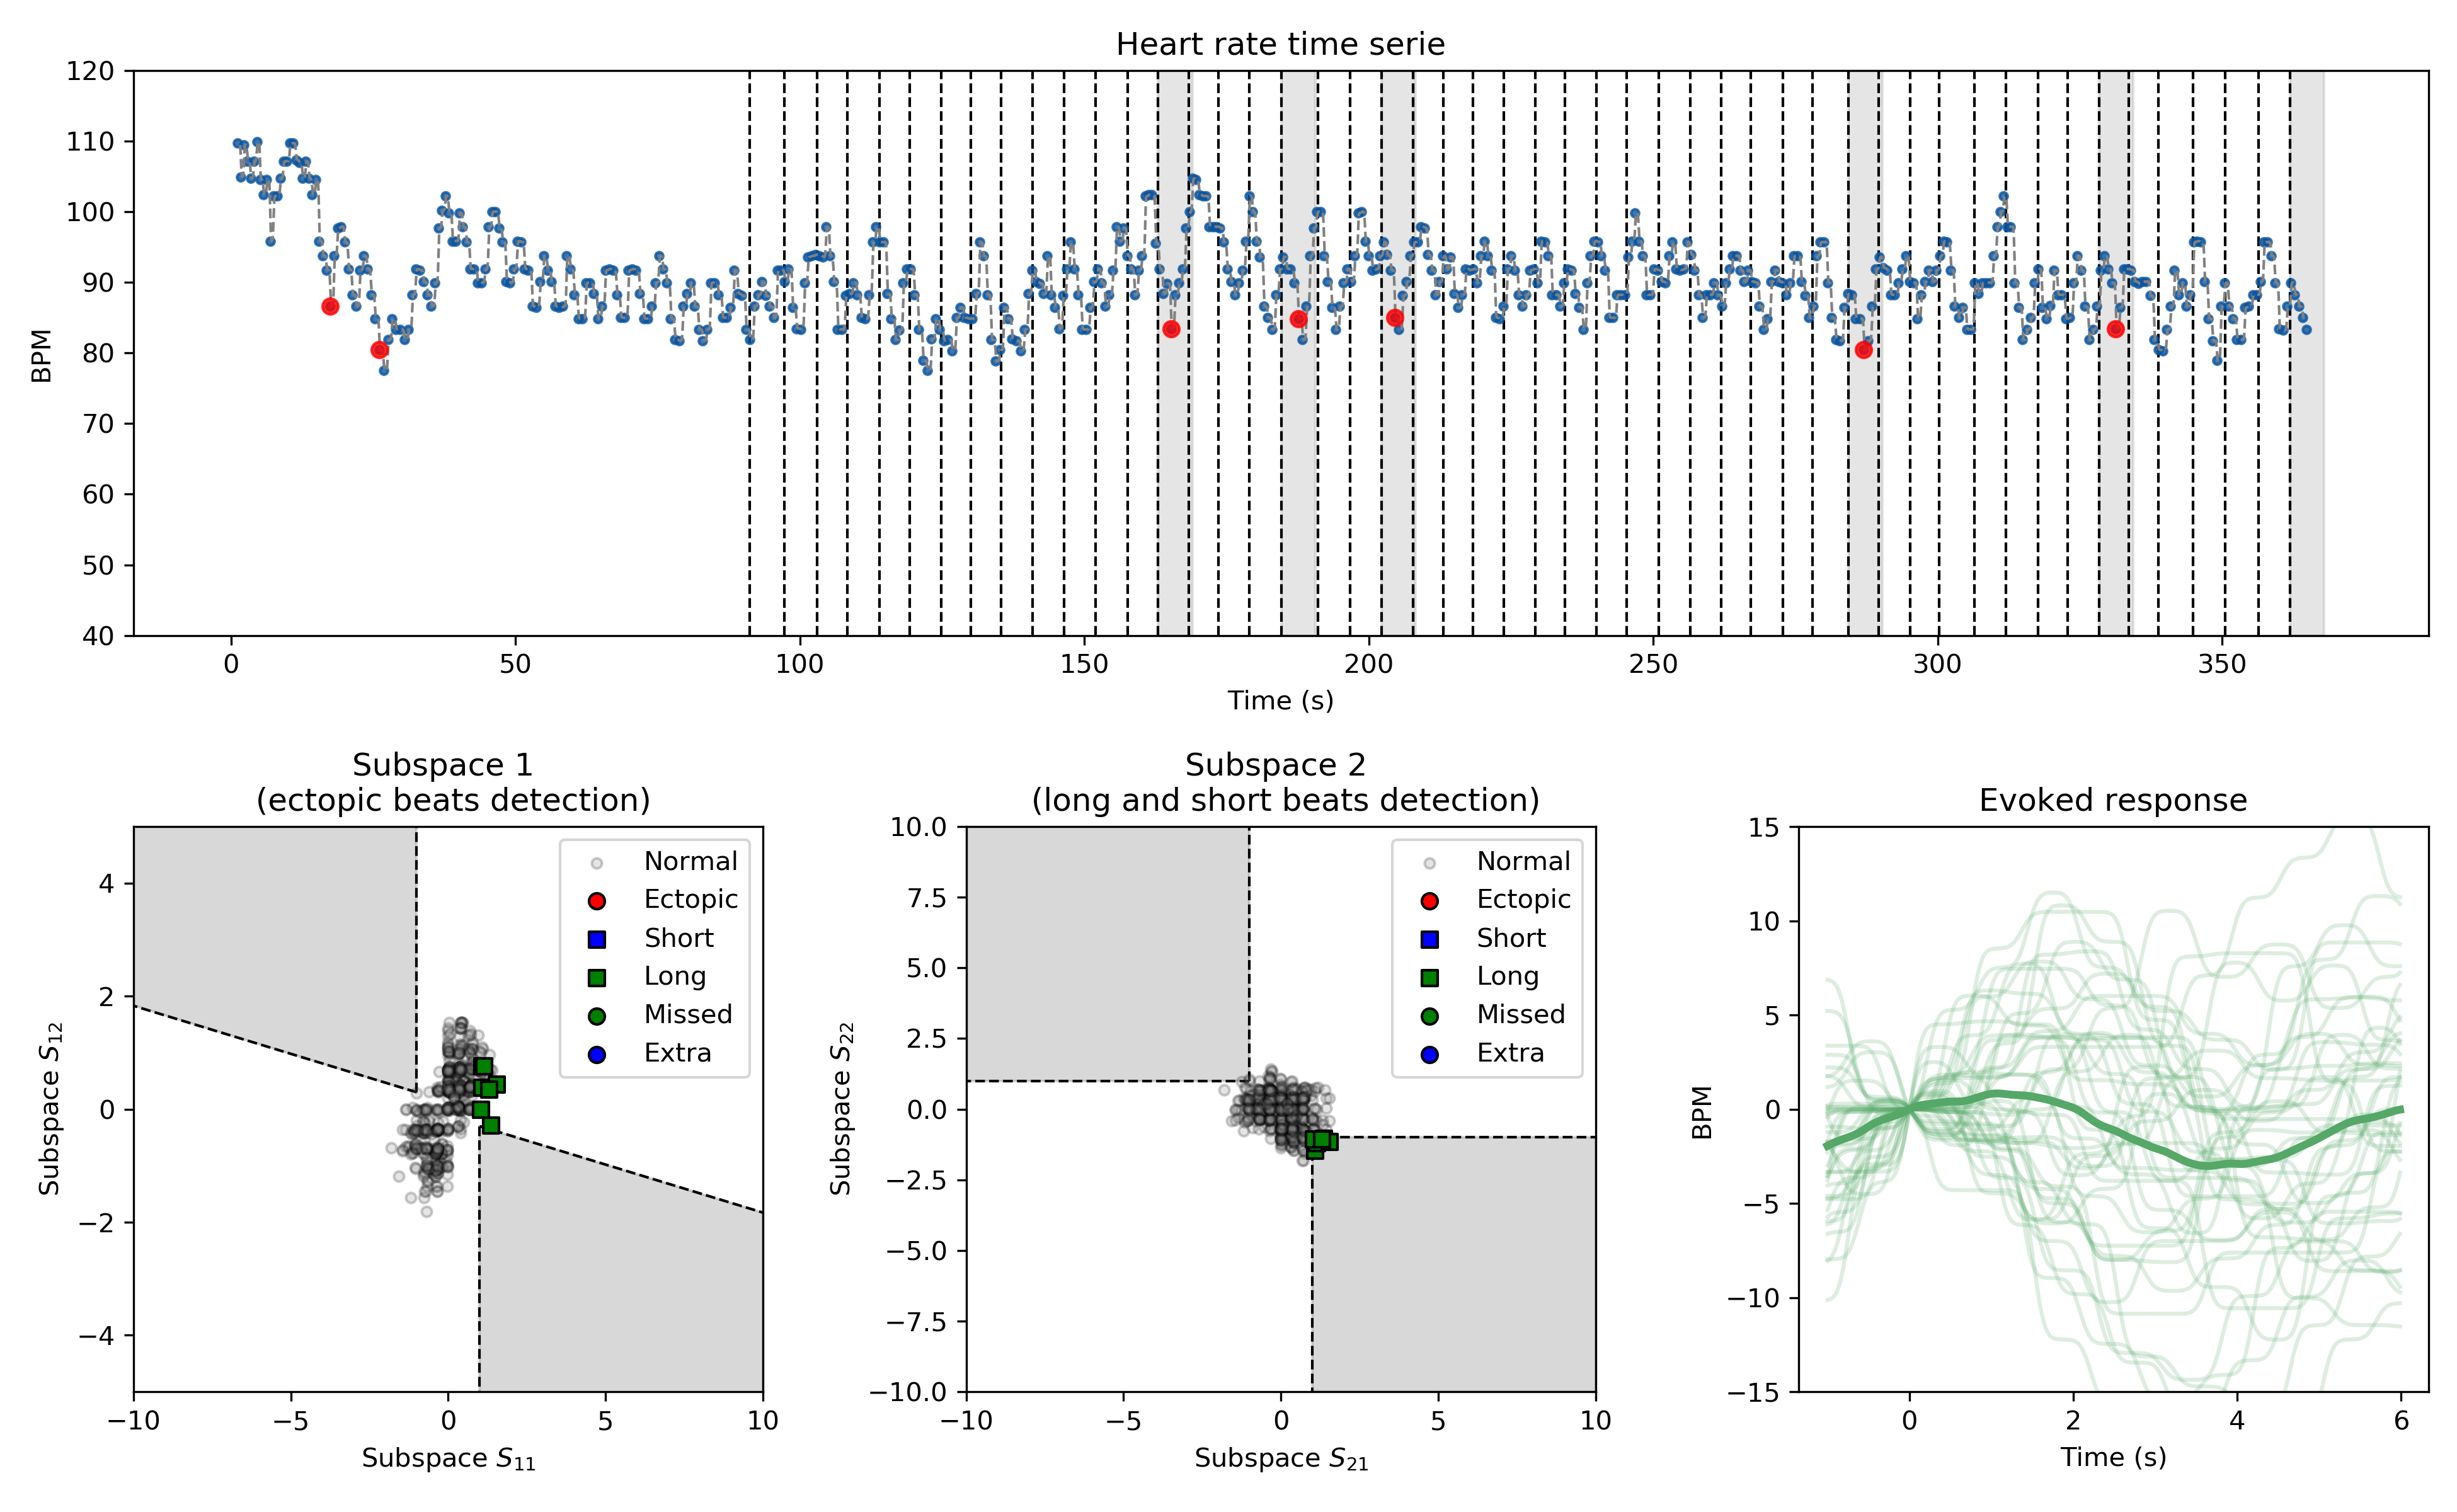 Heart rate time serie
120
110
100
90
80
70
60
50
40
BPM
0 50 100 150 200 250 300 350
Time (s)
Subspace 1
(ectopic beats detection)
4
2
0
−2
−4
Subspace S12
Normal
Ectopic
Short
Long
Missed
Extra
−10 −5 0 5 10
Subspace S11
Subspace 2
(long and short beats detection)
10.0
7.5
5.0
2.5
0.0
−2.5
−5.0
−7.5
−10.0
Subspace S22
Normal
Ectopic
Short
Long
Missed
Extra
−10 −5 0 5 10
Subspace S21
Evoked response
15
10
5
0
−5
−10
−15
BPM
0 2 4 6
Time (s)